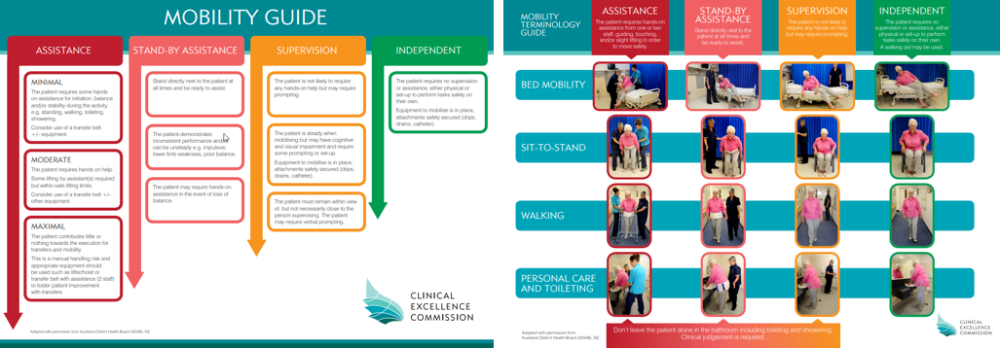 MOBILITY GUIDE
ASSISTANCE
MINIMAL
The patient requires some hands
on assistance for initiation, balance
and/or stability during the activity
e.g. standing, walking, toileting,
showering.
Consider use of a transfer belt
+/– equipment.
MODERATE
The patient requires hands on help.
Some lifting by assistant(s) required
but within safe lifting limits.
Consider use of a transfer belt +/–
other equipment.
MAXIMAL
The patient contributes little or
nothing towards the execution for
transfers and mobility.
This is a manual handling risk and
appropriate equipment should
be used such as lifter/hoist or
transfer belt with assistance (2 staff)
to foster patient improvement
with transfers.
STAND-BY ASSISTANCE
Stand directly next to the patient at
all times and be ready to assist.
The patient demonstrates
inconsistent performance and/or
can be unsteady e.g. impulsive,
lower limb weakness, poor balance.
The patient may require hands-on
assistance in the event of loss of
balance.
SUPERVISION
The patient is not likely to require
any hands-on help but may require
prompting.
The patient is steady when
mobilising but may have cognitive
and visual impairment and require
some prompting or set-up.
Equipment to mobilise is in place,
attachments safely secured (drips,
drains, catheter).
The patient must remain within view
of, but not necessarily close to the
person supervising. The patient
may require verbal prompting.
INDEPENDENT
The patient requires no supervision
or assistance, either physical or
set-up to perform tasks safely on
their own.
Equipment to mobilise is in place,
attachments safely secured (drips,
drains, catheter).
CLINICAL
EXCELLENCE
COMMISSION
Adapted with permission from Auckland District Health Board (ADHB), NZ
MOBILITY
TERMINOLOGY
GUIDE
ASSISTANCE
The patient requires hands-on
assistance from one or two
staff, guiding, touching,
and/or slight lifting in order
to move safely.
STAND-BY
ASSISTANCE
Stand directly next to the
patient at all times and
be ready to assist.
SUPERVISION
The patient is not likely to
require any hands-on help
but may require prompting.
INDEPENDENT
The patient requires no
supervision or assistance, either
physical or set-up to perform
tasks safely on their own.
A walking aid may be used.
BED MOBILITY
SIT-TO-STAND
WALKING
PERSONAL CARE
AND TOILETING
Don't leave the patient alone in the bathroom including toileting and showering.
Clinical judgement is required.
Adapted with permission from
Auckland District Health Board (ADHB), NZ
CLINICAL
EXCELLENCE
COMMISSION